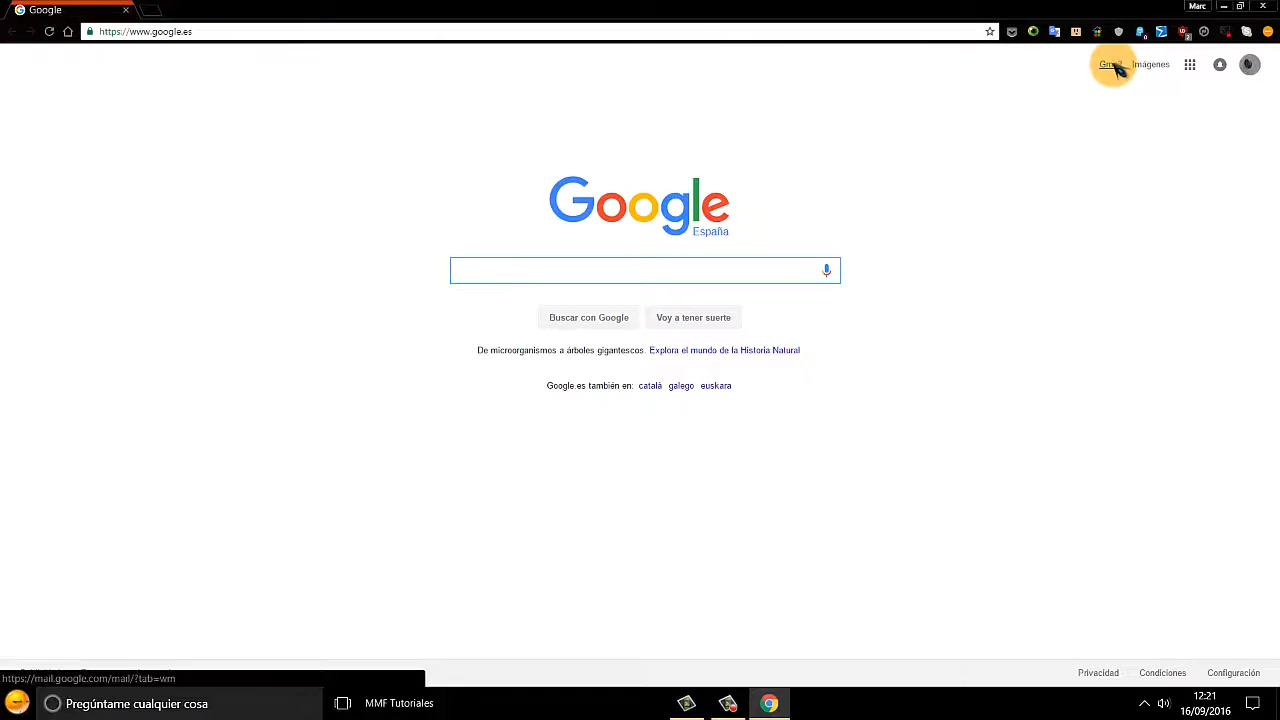 Google
Marc
https://www.google.es
Imágenes
Google
España
Buscar con Google
Voy a tener suerte
De microorganismos a árboles gigantescos. Explora el mundo de la Historia Natural
Google.es también en: català galego euskara
Privacidad
Condiciones
Configuración
https://mail.google.com/mail/?tab=wm
Pregúntame cualquier cosa
MMF Tutoriales
12:21
16/09/2016